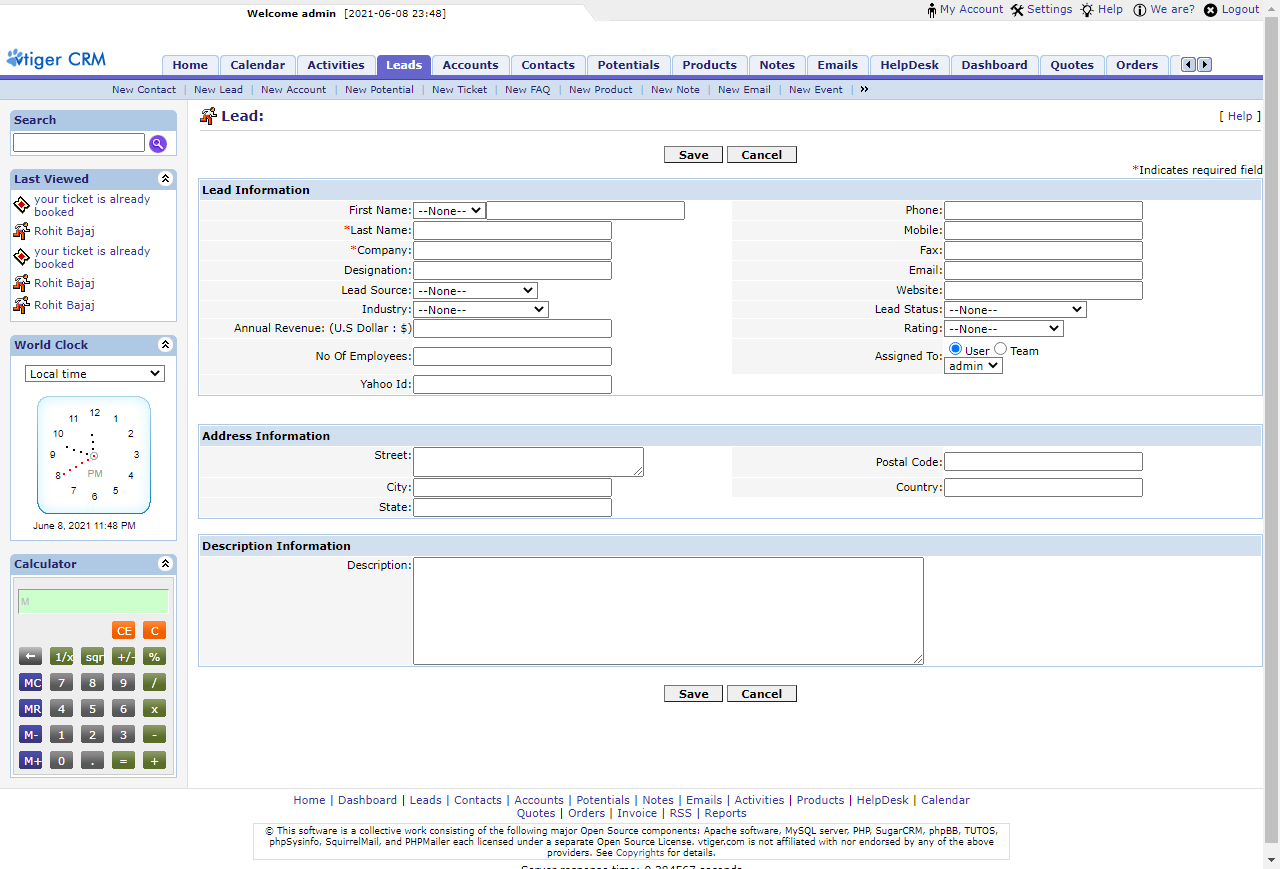 Welcome admin [2021-06-08 23:48]
My Account Settings Help We are? Logout
vtiger CRM
Home Calendar Activities Leads Accounts Contacts Potentials Products Notes Emails HelpDesk Dashboard Quotes Orders
New Contact | New Lead | New Account | New Potential | New Ticket | New FAQ | New Product | New Note | New Email | New Event | »
Search
Last Viewed
your ticket is already
booked
Rohit Bajaj
your ticket is already
booked
Rohit Bajaj
Rohit Bajaj
World Clock
Local time
12
11 1
10 2
9 3
8 PM 4
7 5
6
June 8, 2021 11:48 PM
Calculator
M
CE C
← 1/x sqr +/- %
MC 7 8 9 /
MR 4 5 6 x
M- 1 2 3 -
M+ 0 . = +
Lead: [ Help ]
Save Cancel
*Indicates required field
Lead Information
First Name: --None-- Phone:
*Last Name: Mobile:
*Company: Fax:
Designation: Email:
Lead Source: --None-- Website:
Industry: --None-- Lead Status: --None--
Annual Revenue: (U.S Dollar : $) Rating: --None--
No Of Employees: Assigned To: User Team
admin
Yahoo Id:
Address Information
Street: Postal Code:
City: Country:
State:
Description Information
Description:
Save Cancel
Home | Dashboard | Leads | Contacts | Accounts | Potentials | Notes | Emails | Activities | Products | HelpDesk | Calendar
Quotes | Orders | Invoice | RSS | Reports
© This software is a collective work consisting of the following major Open Source components: Apache software, MySQL server, PHP, SugarCRM, phpBB, TUTOS,
phpSysinfo, SquirrelMail, and PHPMailer each licensed under a separate Open Source License. vtiger.com is not affiliated with nor endorsed by any of the above
providers. See Copyrights for details.
Server response time: 0.284567 seconds